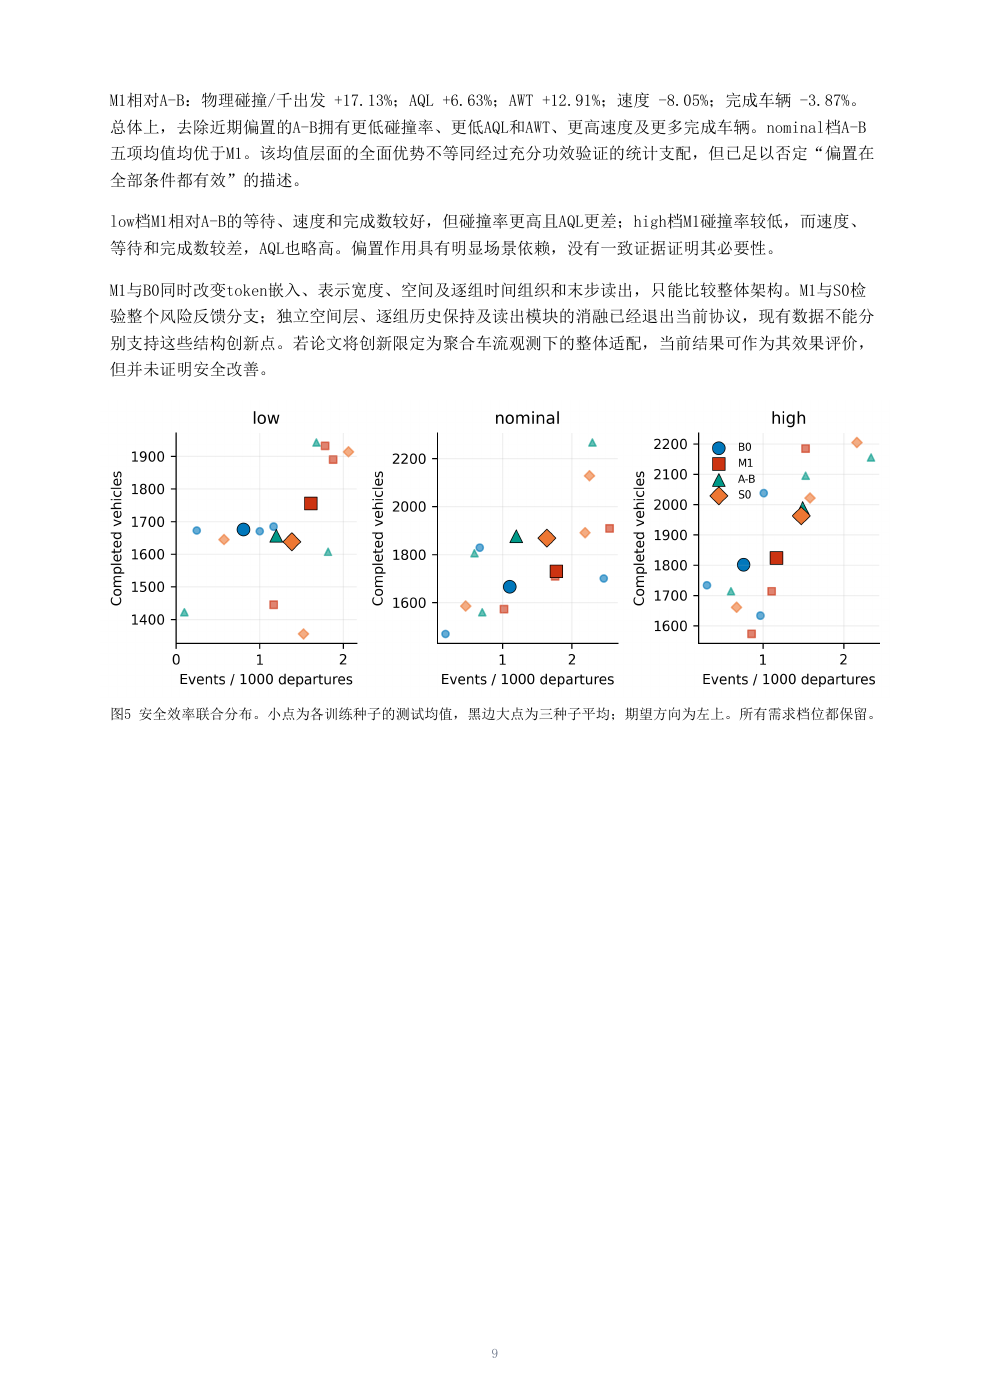 M1相对A-B: 物理碰撞/千出发 +17.13%; AQL +6.63%; AWT +12.91%; 速度 -8.05%; 完成车辆 -3.87%。
总体上，去除近期偏置的A-B拥有更低碰撞率、更低AQL和AWT、更高速度及更多完成车辆。nominal档A-B
五项均值均优于M1。该均值层面的全面优势不等同经过充分功效验证的统计支配，但已足以否定“偏置在
全部条件都有效”的描述。
low档M1相对A-B的等待、速度和完成数较好，但碰撞率更高且AQL更差；high档M1碰撞率较低，而速度、
等待和完成数较差，AQL也略高。偏置作用具有明显场景依赖，没有一致证据证明其必要性。
M1与B0同时改变token嵌入、表示宽度、空间及逐组时间组织和末步读出，只能比较整体架构。M1与S0检
验整个风险反馈分支；独立空间层、逐组历史保持及读出模块的消融已经退出当前协议，现有数据不能分
别支持这些结构创新点。若论文将创新限定为聚合车流观测下的整体适配，当前结果可作为其效果评价，
但并未证明安全改善。
low
Completed vehicles
1900
1800
1700
1600
1500
1400
0 1 2
Events / 1000 departures
nominal
Completed vehicles
2200
2000
1800
1600
1 2
Events / 1000 departures
high
Completed vehicles
2200
2100
2000
1900
1800
1700
1600
B0
M1
A-B
S0
1 2
Events / 1000 departures
图5 安全效率联合分布。小点为各训练种子的测试均值，黑边大点为三种子平均；期望方向为左上。所有需求档位都保留。
9